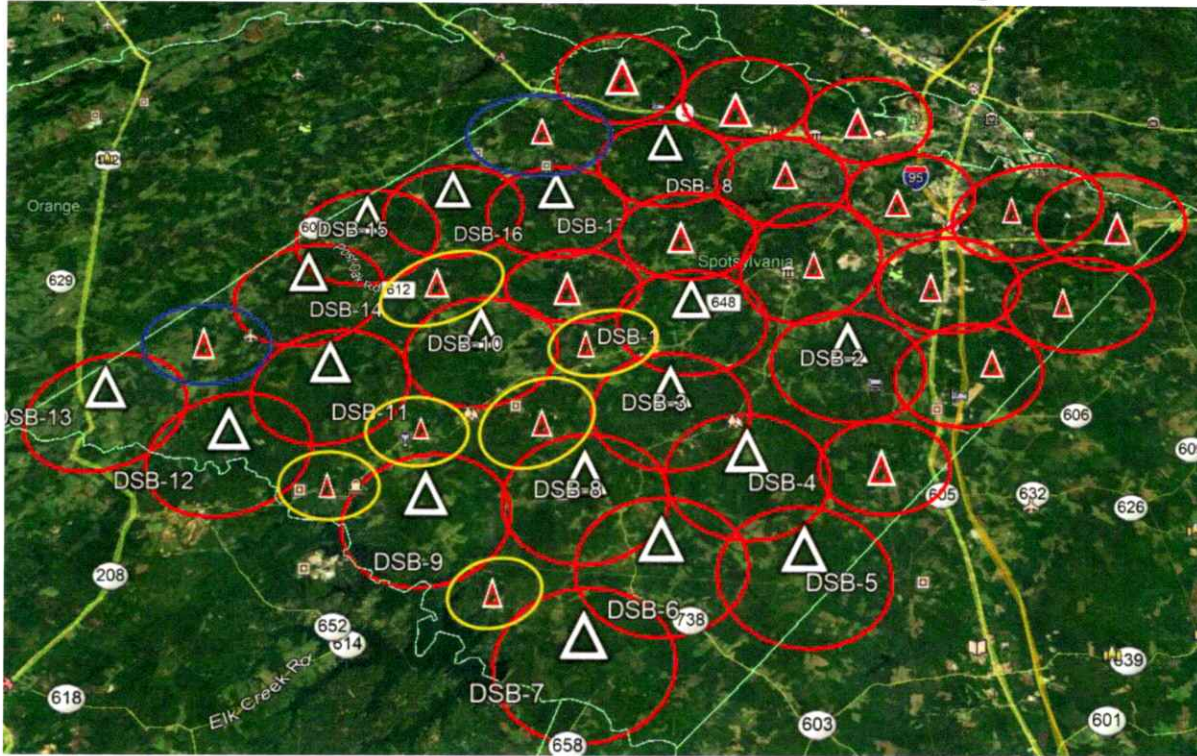 95
DSB-18
Orange
DSB-15
DSB-16
DSB-17
Spotsylvania
629
612
648
DSB-14
DSB-10
DSB-1
DSB-2
DSB-13
DSB-11
DSB-3
606
DSB-12
DSB-8
DSB-4
605
632
626
208
DSB-9
DSB-5
652
614
DSB-6
738
639
618
Elk Creek Rd
DSB-7
603
601
658